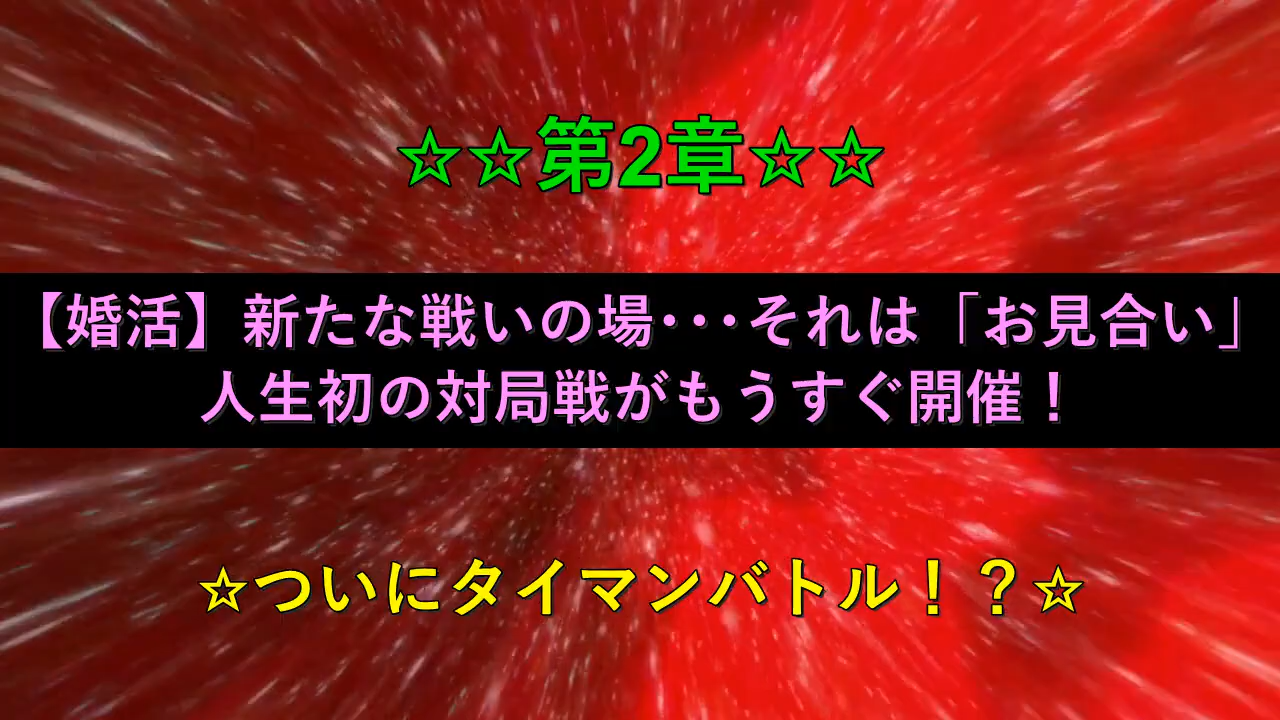 ☆☆第2章☆☆
【婚活】新たな戦いの場･･･それは「お見合い」
人生初の対局戦がもうすぐ開催！
☆ついにタイマンバトル！？☆